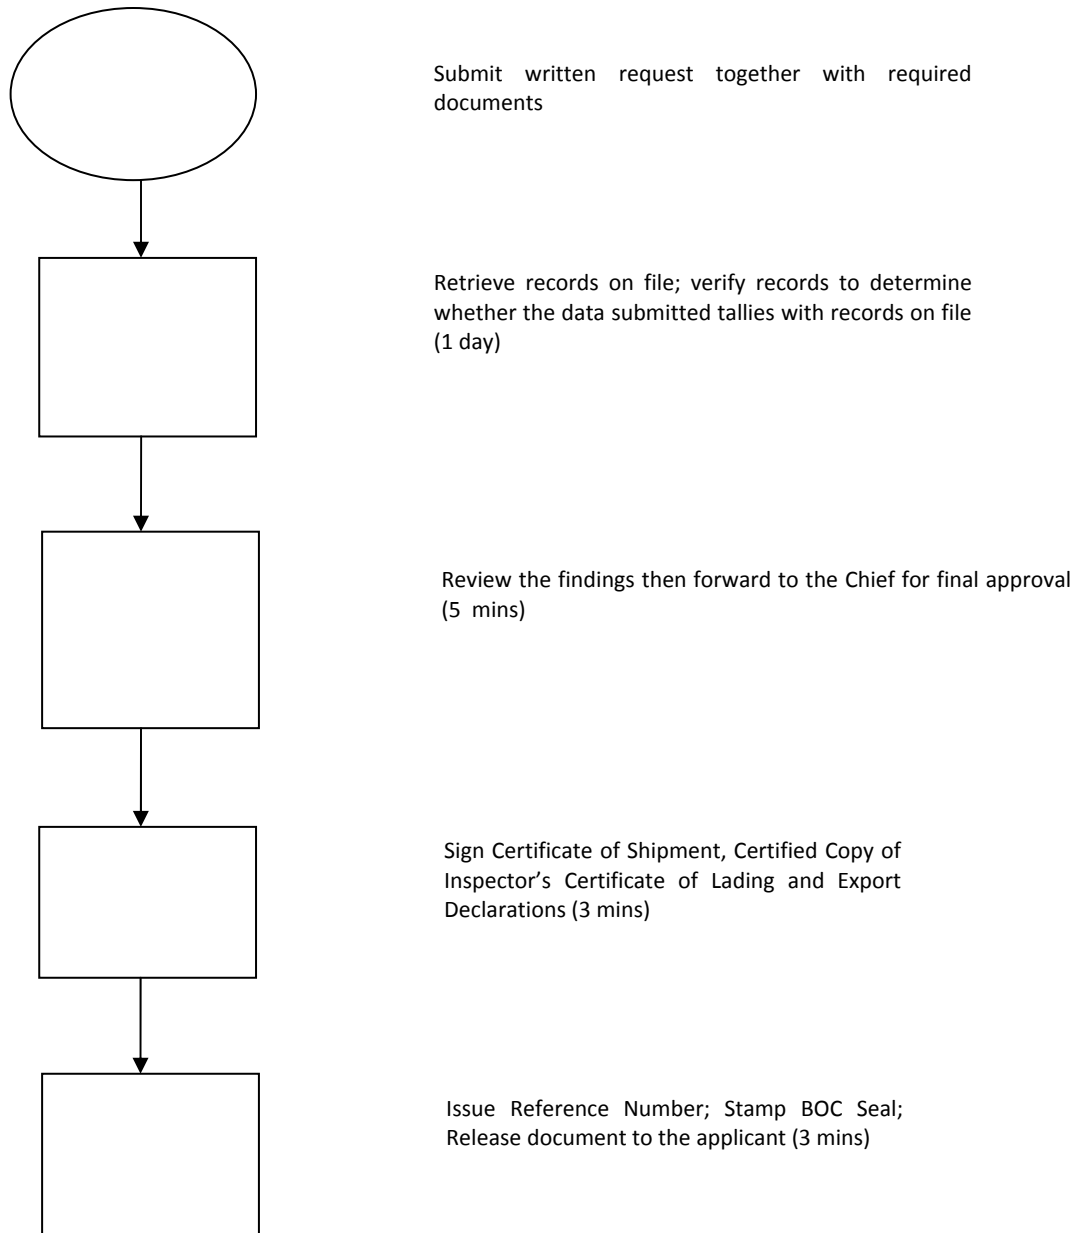 Submit written request together with required
documents
Retrieve records on file; verify records to determine
whether the data submitted tallies with records on file
(1 day)
Review the findings then forward to the Chief for final approval
(5 mins)
Sign Certificate of Shipment, Certified Copy of
Inspector’s Certificate of Lading and Export
Declarations (3 mins)
Issue Reference Number; Stamp BOC Seal;
Release document to the applicant (3 mins)